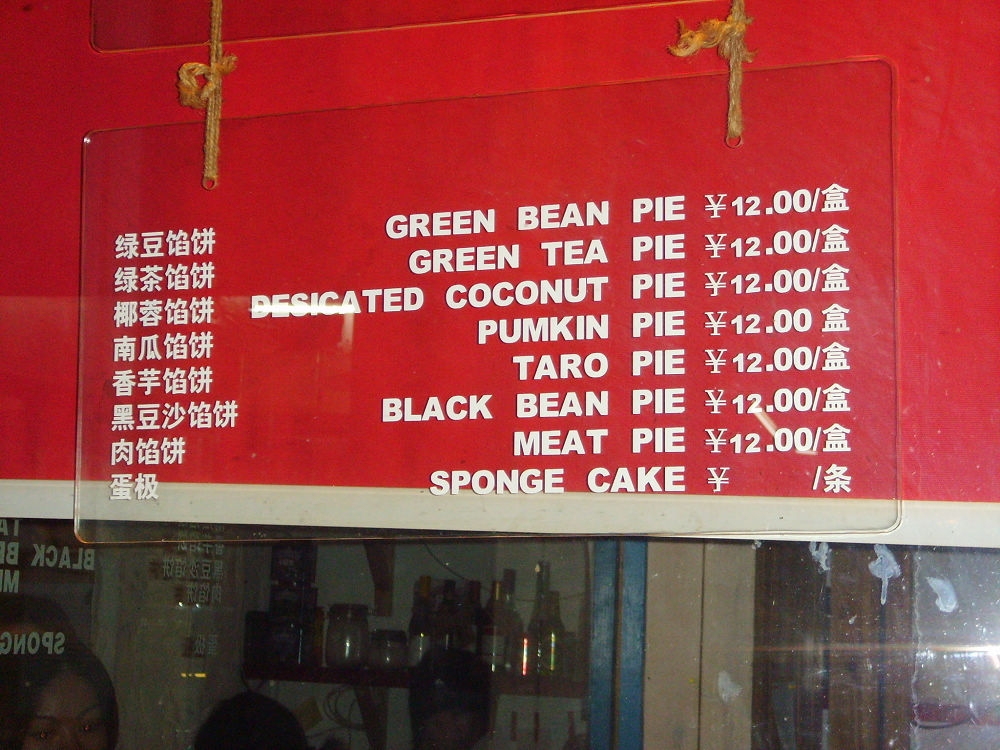 绿豆馅饼 GREEN BEAN PIE ¥12.00/盒
绿茶馅饼 GREEN TEA PIE ¥12.00/盒
椰蓉馅饼 DESICATED COCONUT PIE ¥12.00/盒
南瓜馅饼 PUMKIN PIE ¥12.00 盒
香芋馅饼 TARO PIE ¥12.00/盒
黑豆沙馅饼 BLACK BEAN PIE ¥12.00/盒
肉馅饼 MEAT PIE ¥12.00/盒
蛋极 SPONGE CAKE ¥ /条